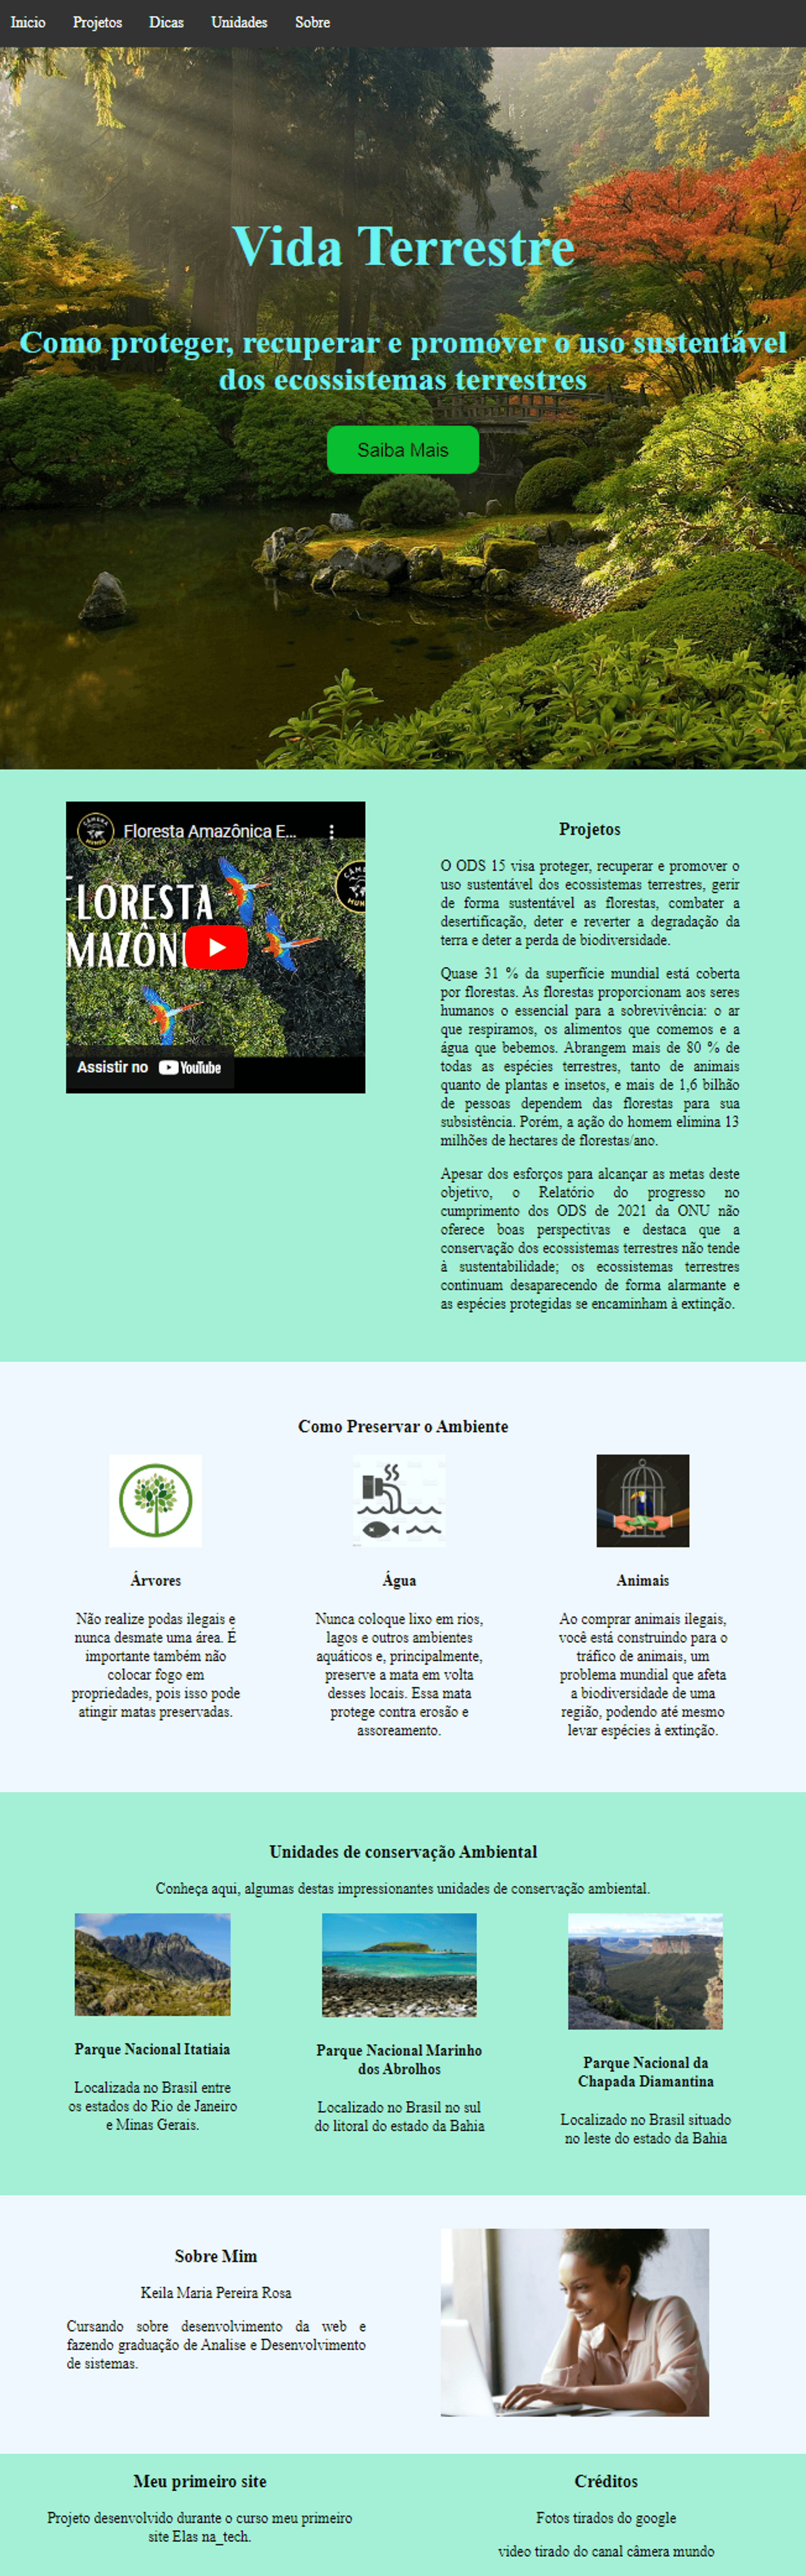 Inicio Projetos Dicas Unidades Sobre
Vida Terrestre
Como proteger, recuperar e promover o uso sustentável
dos ecossistemas terrestres
Saiba Mais
Floresta Amazônica E...
FLORESTA
AMAZÔNI
Assistir no YouTube
Projetos
O ODS 15 visa proteger, recuperar e promover o
uso sustentável dos ecossistemas terrestres, gerir
de forma sustentável as florestas, combater a
desertificação, deter e reverter a degradação da
terra e deter a perda de biodiversidade.
Quase 31 % da superfície mundial está coberta
por florestas. As florestas proporcionam aos seres
humanos o essencial para a sobrevivência: o ar
que respiramos, os alimentos que comemos e a
água que bebemos. Abrangem mais de 80 % de
todas as espécies terrestres, tanto de animais
quanto de plantas e insetos, e mais de 1,6 bilhão
de pessoas dependem das florestas para sua
subsistência. Porém, a ação do homem elimina 13
milhões de hectares de florestas/ano.
Apesar dos esforços para alcançar as metas deste
objetivo, o Relatório do progresso no
cumprimento dos ODS de 2021 da ONU não
oferece boas perspectivas e destaca que a
conservação dos ecossistemas terrestres não tende
à sustentabilidade; os ecossistemas terrestres
continuam desaparecendo de forma alarmante e
as espécies protegidas se encaminham à extinção.
Como Preservar o Ambiente
Árvores
Não realize podas ilegais e
nunca desmate uma área. É
importante também não
colocar fogo em
propriedades, pois isso pode
atingir matas preservadas.
Água
Nunca coloque lixo em rios,
lagos e outros ambientes
aquáticos e, principalmente,
preserve a mata em volta
desses locais. Essa mata
protege contra erosão e
assoreamento.
Animais
Ao comprar animais ilegais,
você está construindo para o
tráfico de animais, um
problema mundial que afeta
a biodiversidade de uma
região, podendo até mesmo
levar espécies à extinção.
Unidades de conservação Ambiental
Conheça aqui, algumas destas impressionantes unidades de conservação ambiental.
Parque Nacional Itatiaia
Localizada no Brasil entre
os estados do Rio de Janeiro
e Minas Gerais.
Parque Nacional Marinho
dos Abrolhos
Localizado no Brasil no sul
do litoral do estado da Bahia
Parque Nacional da
Chapada Diamantina
Localizado no Brasil situado
no leste do estado da Bahia
Sobre Mim
Keila Maria Pereira Rosa
Cursando sobre desenvolvimento da web e
fazendo graduação de Analise e Desenvolvimento
de sistemas.
Meu primeiro site
Projeto desenvolvido durante o curso meu primeiro
site Elas na_tech.
Créditos
Fotos tirados do google
video tirado do canal câmera mundo